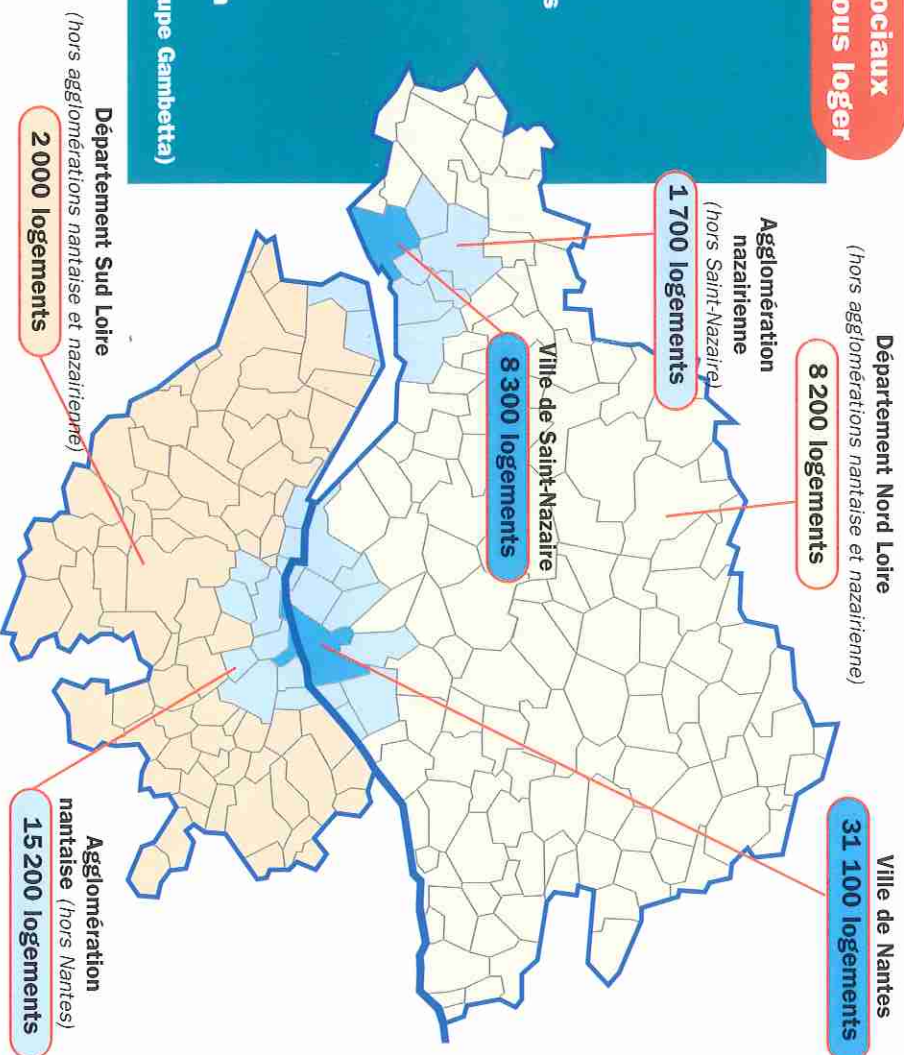 ociaux
ous loger
s
n
upe Gambetta)
Département Nord Loire
(hors agglomérations nantaise et nazairienne)
8 200 logements
Ville de Nantes
31 100 logements
Agglomération
nazairienne
(hors Saint-Nazaire)
1 700 logements
Ville de Saint-Nazaire
8 300 logements
Département Sud Loire
(hors agglomérations nantaise et nazairienne)
2 000 logements
Agglomération
nantaise (hors Nantes)
15 200 logements